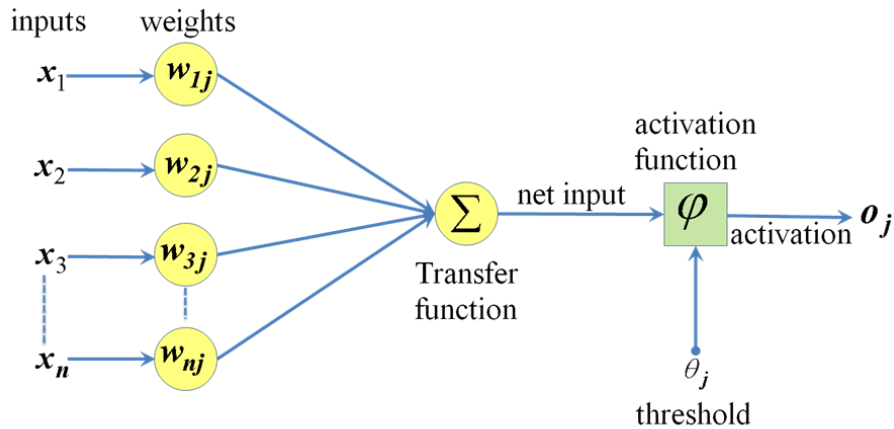 inputs
weights
x₁
w₁ⱼ
x₂
w₂ⱼ
x₃
w₃ⱼ
xₙ
wₙⱼ
Σ
Transfer
function
net input
activation
function
φ
activation
oⱼ
θⱼ
threshold